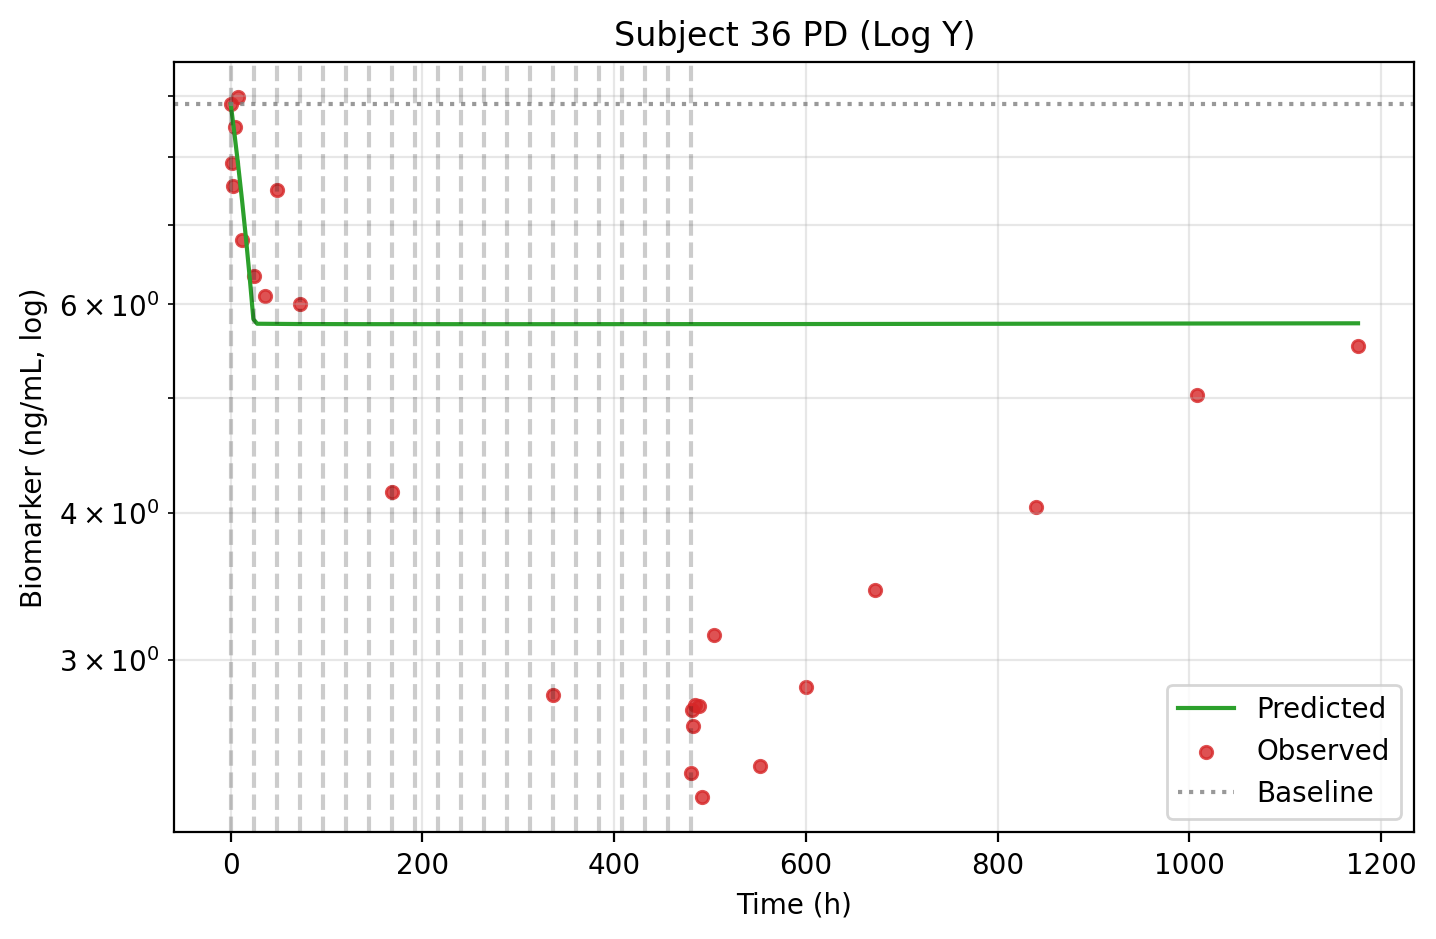 Subject 36 PD (Log Y)
Biomarker (ng/mL, log)
6 × 10⁰
4 × 10⁰
3 × 10⁰
0 200 400 600 800 1000 1200
Time (h)
Predicted
Observed
Baseline